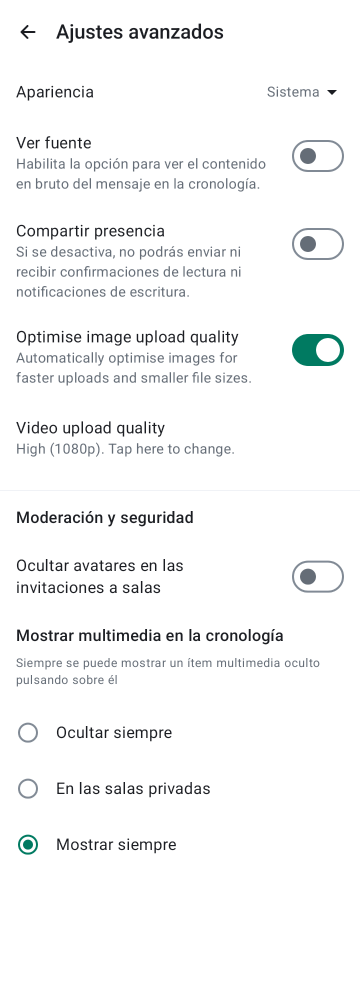 Ajustes avanzados
Apariencia
Sistema
Ver fuente
Habilita la opción para ver el contenido
en bruto del mensaje en la cronología.
Compartir presencia
Si se desactiva, no podrás enviar ni
recibir confirmaciones de lectura ni
notificaciones de escritura.
Optimise image upload quality
Automatically optimise images for
faster uploads and smaller file sizes.
Video upload quality
High (1080p). Tap here to change.
Moderación y seguridad
Ocultar avatares en las
invitaciones a salas
Mostrar multimedia en la cronología
Siempre se puede mostrar un ítem multimedia oculto
pulsando sobre él
Ocultar siempre
En las salas privadas
Mostrar siempre